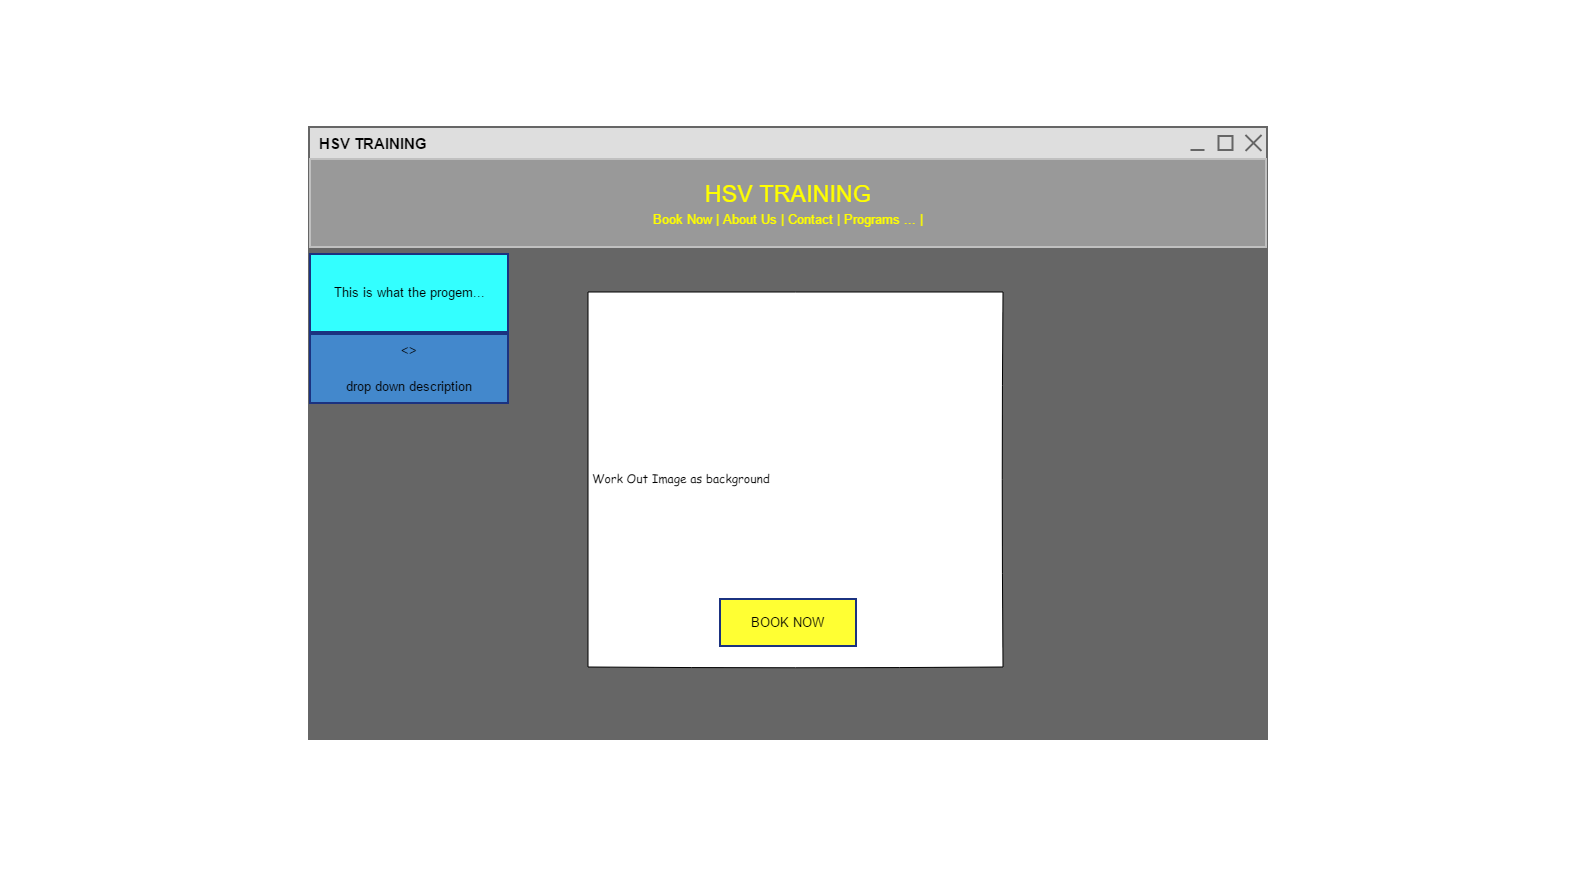 HSV TRAINING
HSV TRAINING
Book Now | About Us | Contact | Programs ... |
This is what the progem...
<>
drop down description
Work Out Image as background
BOOK NOW